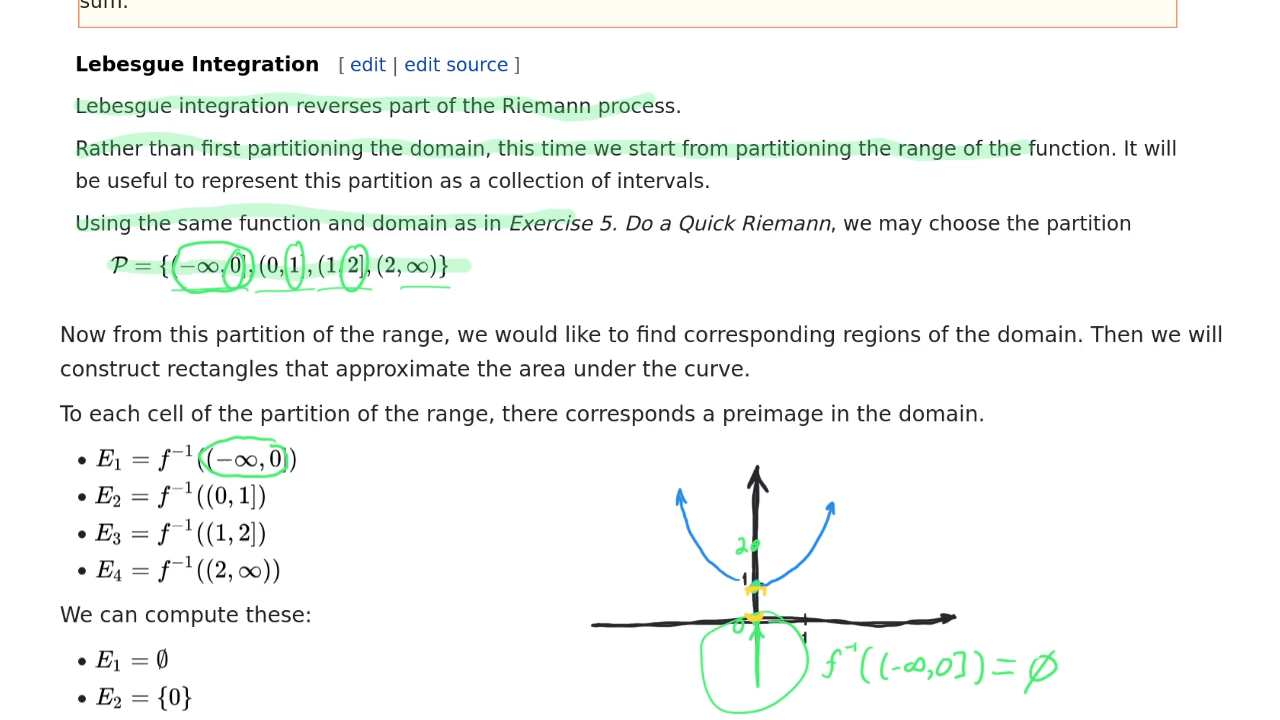 sum.
Lebesgue Integration [ edit | edit source ]
Lebesgue integration reverses part of the Riemann process.
Rather than first partitioning the domain, this time we start from partitioning the range of the function. It will
be useful to represent this partition as a collection of intervals.
Using the same function and domain as in Exercise 5. Do a Quick Riemann, we may choose the partition
𝒫 = {(−∞, 0], (0, 1], (1, 2], (2, ∞)}
Now from this partition of the range, we would like to find corresponding regions of the domain. Then we will
construct rectangles that approximate the area under the curve.
To each cell of the partition of the range, there corresponds a preimage in the domain.
• E₁ = f⁻¹((−∞, 0])
• E₂ = f⁻¹((0, 1])
• E₃ = f⁻¹((1, 2])
• E₄ = f⁻¹((2, ∞))
We can compute these:
• E₁ = ∅
• E₂ = {0}
2
1
0
1
f⁻¹((-∞,0]) = ∅